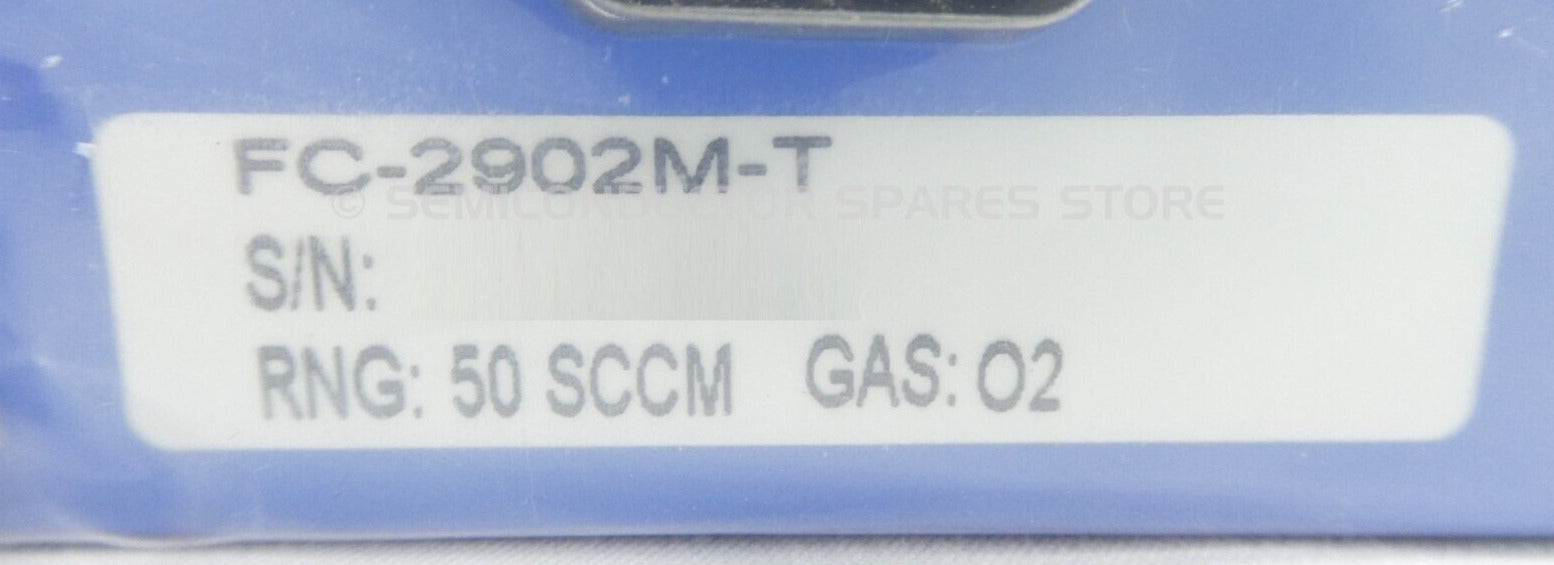 FC-2902M-T
© SEMICONDUCTOR SPARES STORE
S/N:
RNG: 50 SCCM GAS: O2